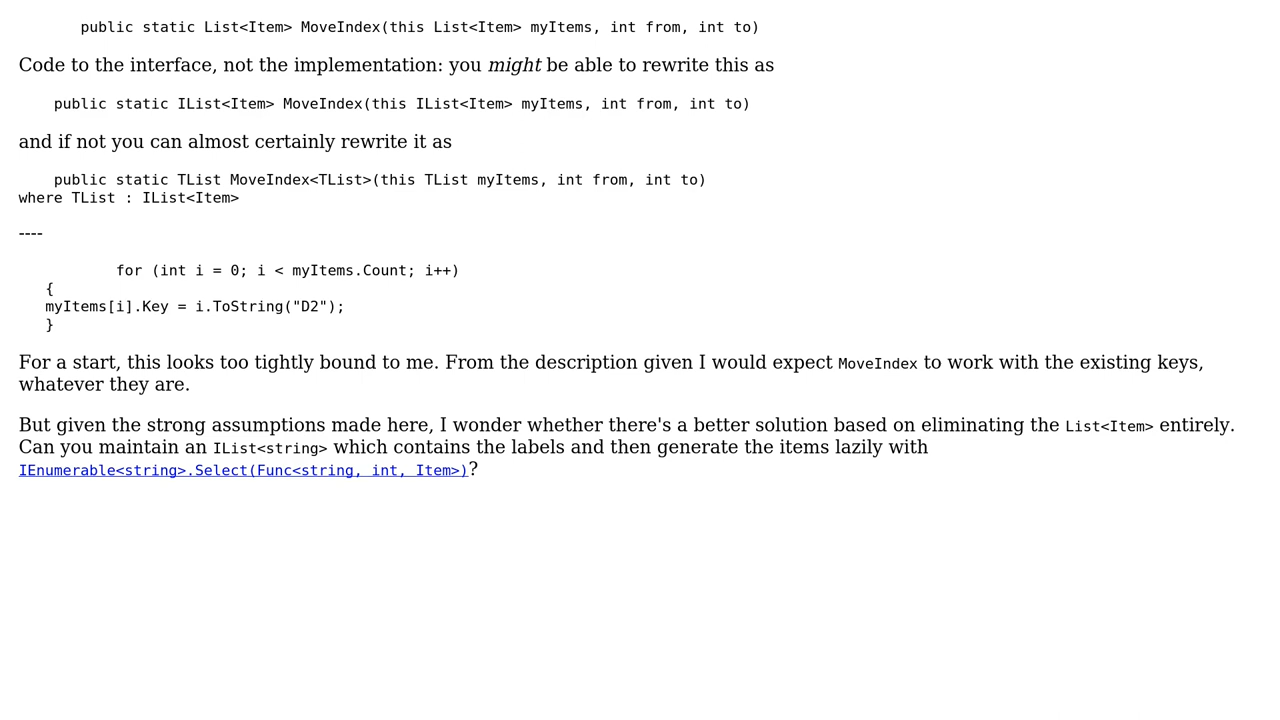 public static List<Item> MoveIndex(this List<Item> myItems, int from, int to)
Code to the interface, not the implementation: you might be able to rewrite this as
public static IList<Item> MoveIndex(this IList<Item> myItems, int from, int to)
and if not you can almost certainly rewrite it as
public static TList MoveIndex<TList>(this TList myItems, int from, int to)
where TList : IList<Item>
----
for (int i = 0; i < myItems.Count; i++)
{
myItems[i].Key = i.ToString("D2");
}
For a start, this looks too tightly bound to me. From the description given I would expect MoveIndex to work with the existing keys,
whatever they are.
But given the strong assumptions made here, I wonder whether there's a better solution based on eliminating the List<Item> entirely.
Can you maintain an IList<string> which contains the labels and then generate the items lazily with
IEnumerable<string>.Select(Func<string, int, Item>)?